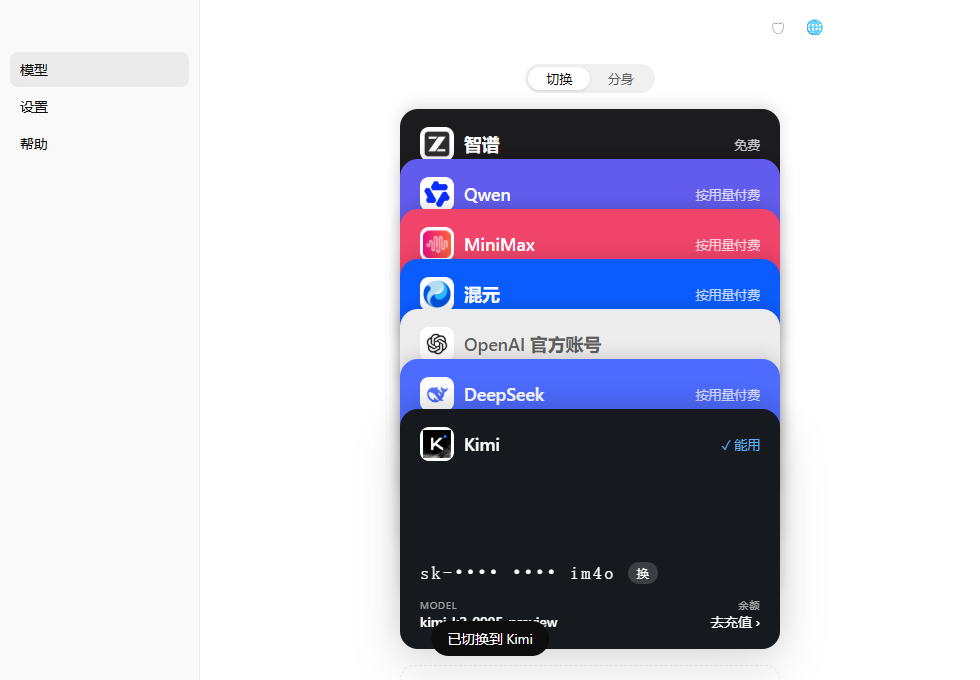 模型
设置
帮助
切换 分身
智谱 免费
Qwen 按用量付费
MiniMax 按用量付费
混元 按用量付费
OpenAI 官方账号
DeepSeek 按用量付费
Kimi ✓ 能用
sk-•••• •••• im4o 换
MODEL 余额
去充值 ›
已切换到 Kimi